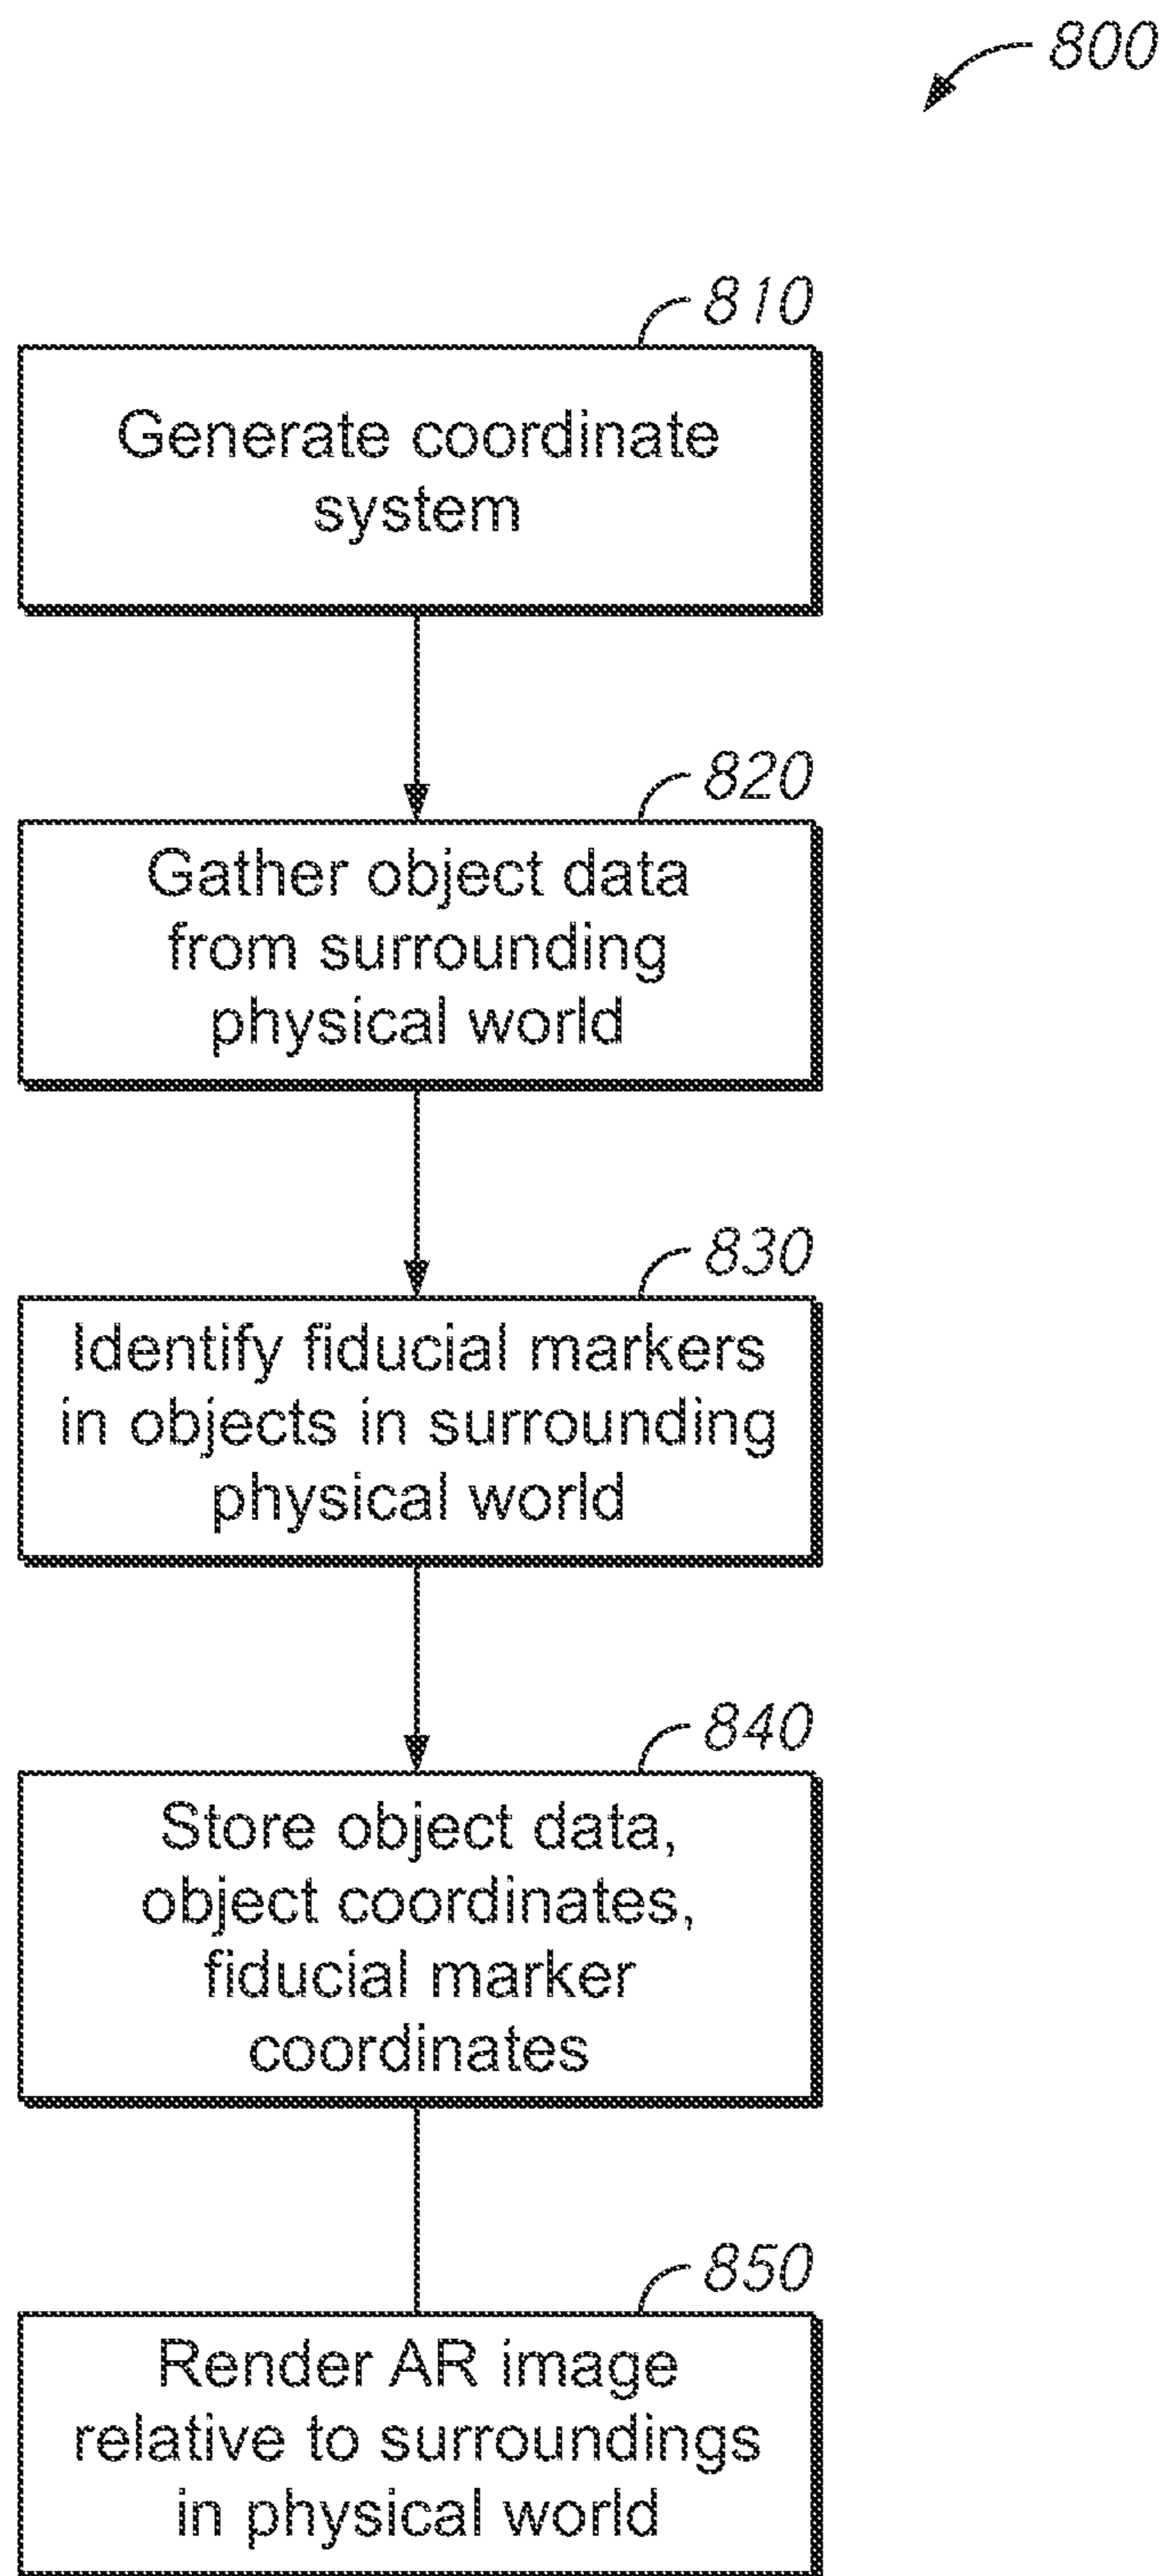 800
810
Generate coordinate
system
820
Gather object data
from surrounding
physical world
830
Identify fiducial markers
in objects in surrounding
physical world
840
Store object data,
object coordinates,
fiducial marker
coordinates
850
Render AR image
relative to surroundings
in physical world